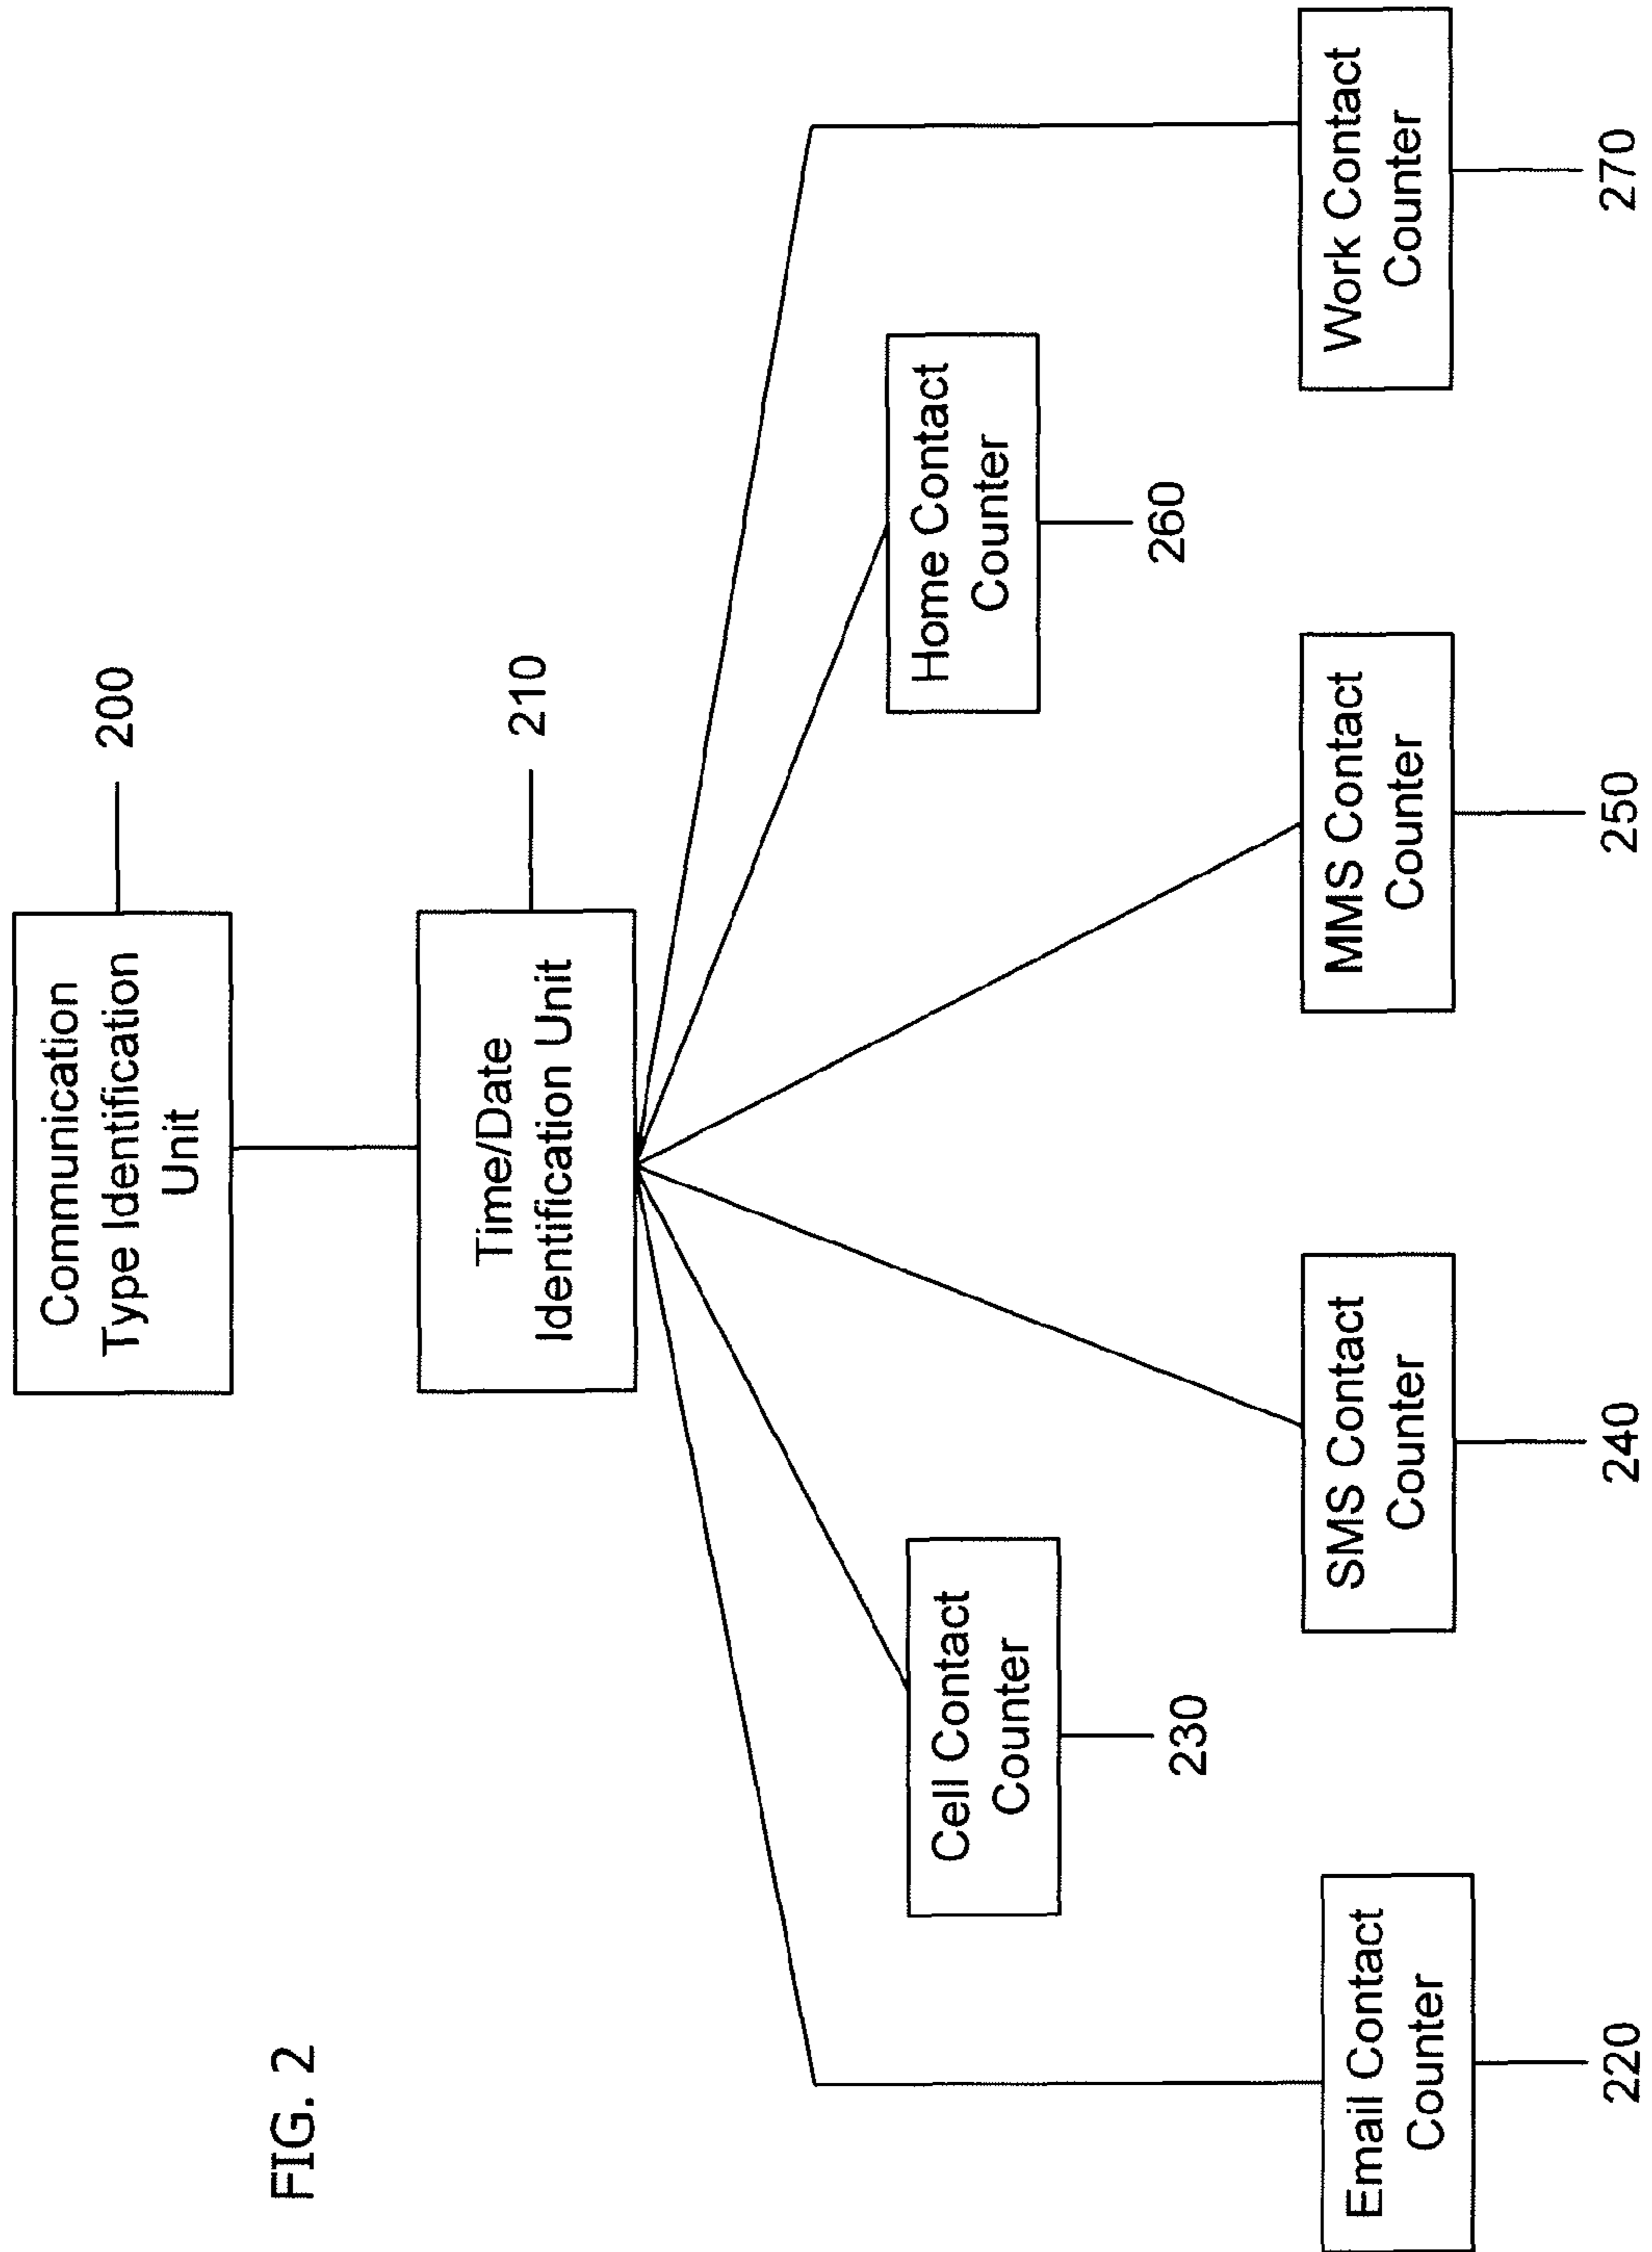 FIG. 2
Communication
Type Identification
Unit
200
Time/Date
Identification Unit
210
Email Contact
Counter
220
Cell Contact
Counter
230
SMS Contact
Counter
240
MMS Contact
Counter
250
Home Contact
Counter
260
Work Contact
Counter
270